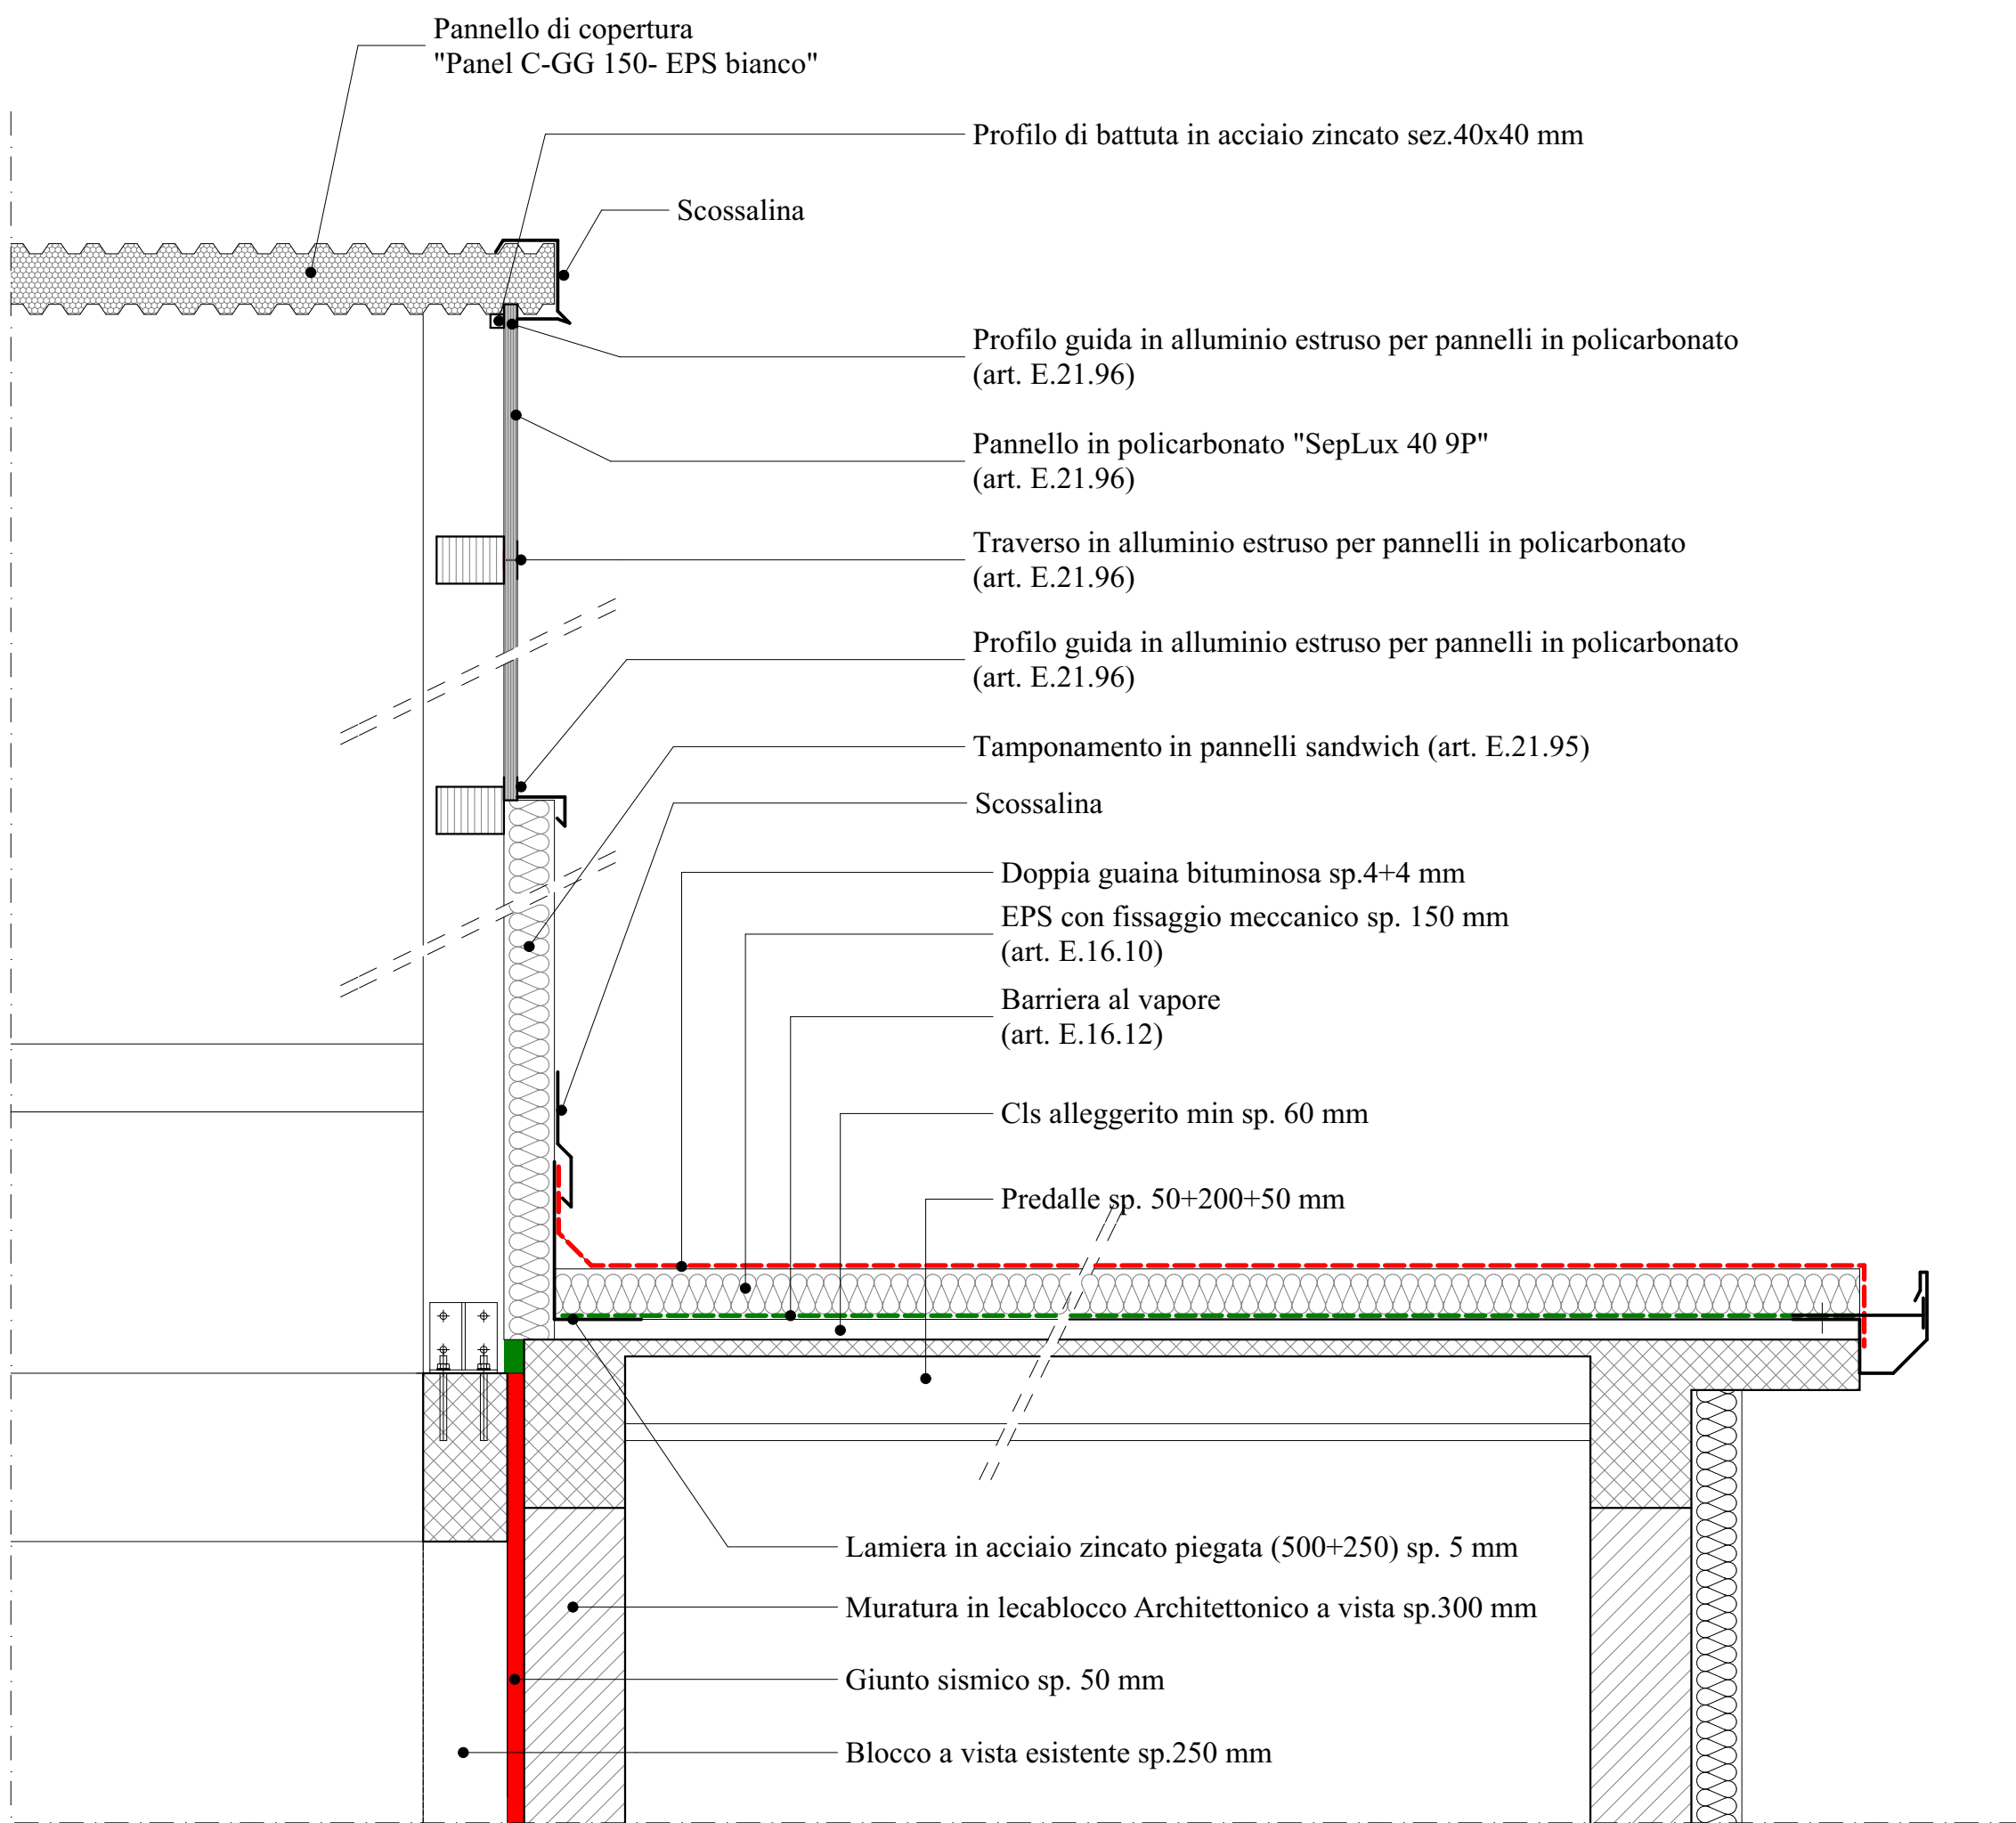 Pannello di copertura
"Panel C-GG 150- EPS bianco"
Profilo di battuta in acciaio zincato sez.40x40 mm
Scossalina
Profilo guida in alluminio estruso per pannelli in policarbonato
(art. E.21.96)
Pannello in policarbonato "SepLux 40 9P"
(art. E.21.96)
Traverso in alluminio estruso per pannelli in policarbonato
(art. E.21.96)
Profilo guida in alluminio estruso per pannelli in policarbonato
(art. E.21.96)
Tamponamento in pannelli sandwich (art. E.21.95)
Scossalina
Doppia guaina bituminosa sp.4+4 mm
EPS con fissaggio meccanico sp. 150 mm
(art. E.16.10)
Barriera al vapore
(art. E.16.12)
Cls alleggerito min sp. 60 mm
Predalle sp. 50+200+50 mm
Lamiera in acciaio zincato piegata (500+250) sp. 5 mm
Muratura in lecablocco Architettonico a vista sp.300 mm
Giunto sismico sp. 50 mm
Blocco a vista esistente sp.250 mm